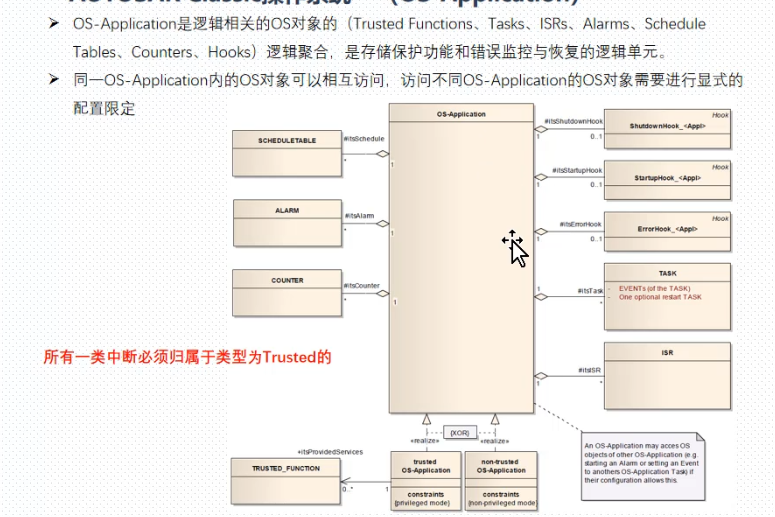 OS-Application是逻辑相关的OS对象的（Trusted Functions、Tasks、ISRs、Alarms、Schedule
Tables、Counters、Hooks）逻辑聚合，是存储保护功能和错误监控与恢复的逻辑单元。
同一OS-Application内的OS对象可以相互访问，访问不同OS-Application的OS对象需要进行显式的
配置限定
OS-Application
SCHEDULETABLE
#itsSchedule
*
1
ALARM
#itsAlarm
*
1
COUNTER
#itsCounter
*
1
#itsShutdownHook
1
0..1
Hook
ShutdownHook_<Appl>
#itsStartupHook
1
0..1
Hook
StartupHook_<Appl>
#itsErrorHook
1
0..1
Hook
ErrorHook_<Appl>
#itsTask
1
*
TASK
- EVENTs (of the TASK)
- One optional restart TASK
#itsISR
1
*
ISR
所有一类中断必须归属于类型为Trusted的
«realize»
{XOR}
«realize»
+itsProvidedServices
TRUSTED_FUNCTION
0..*
1
trusted
OS-Application
constraints
{privileged mode}
non-trusted
OS-Application
constraints
{non-privileged mode}
An OS-Application may acces OS
objects of other OS-Application (e.g.
starting an Alarm or setting an Event
to anothers OS-Application Task) if
their configuration allows this.